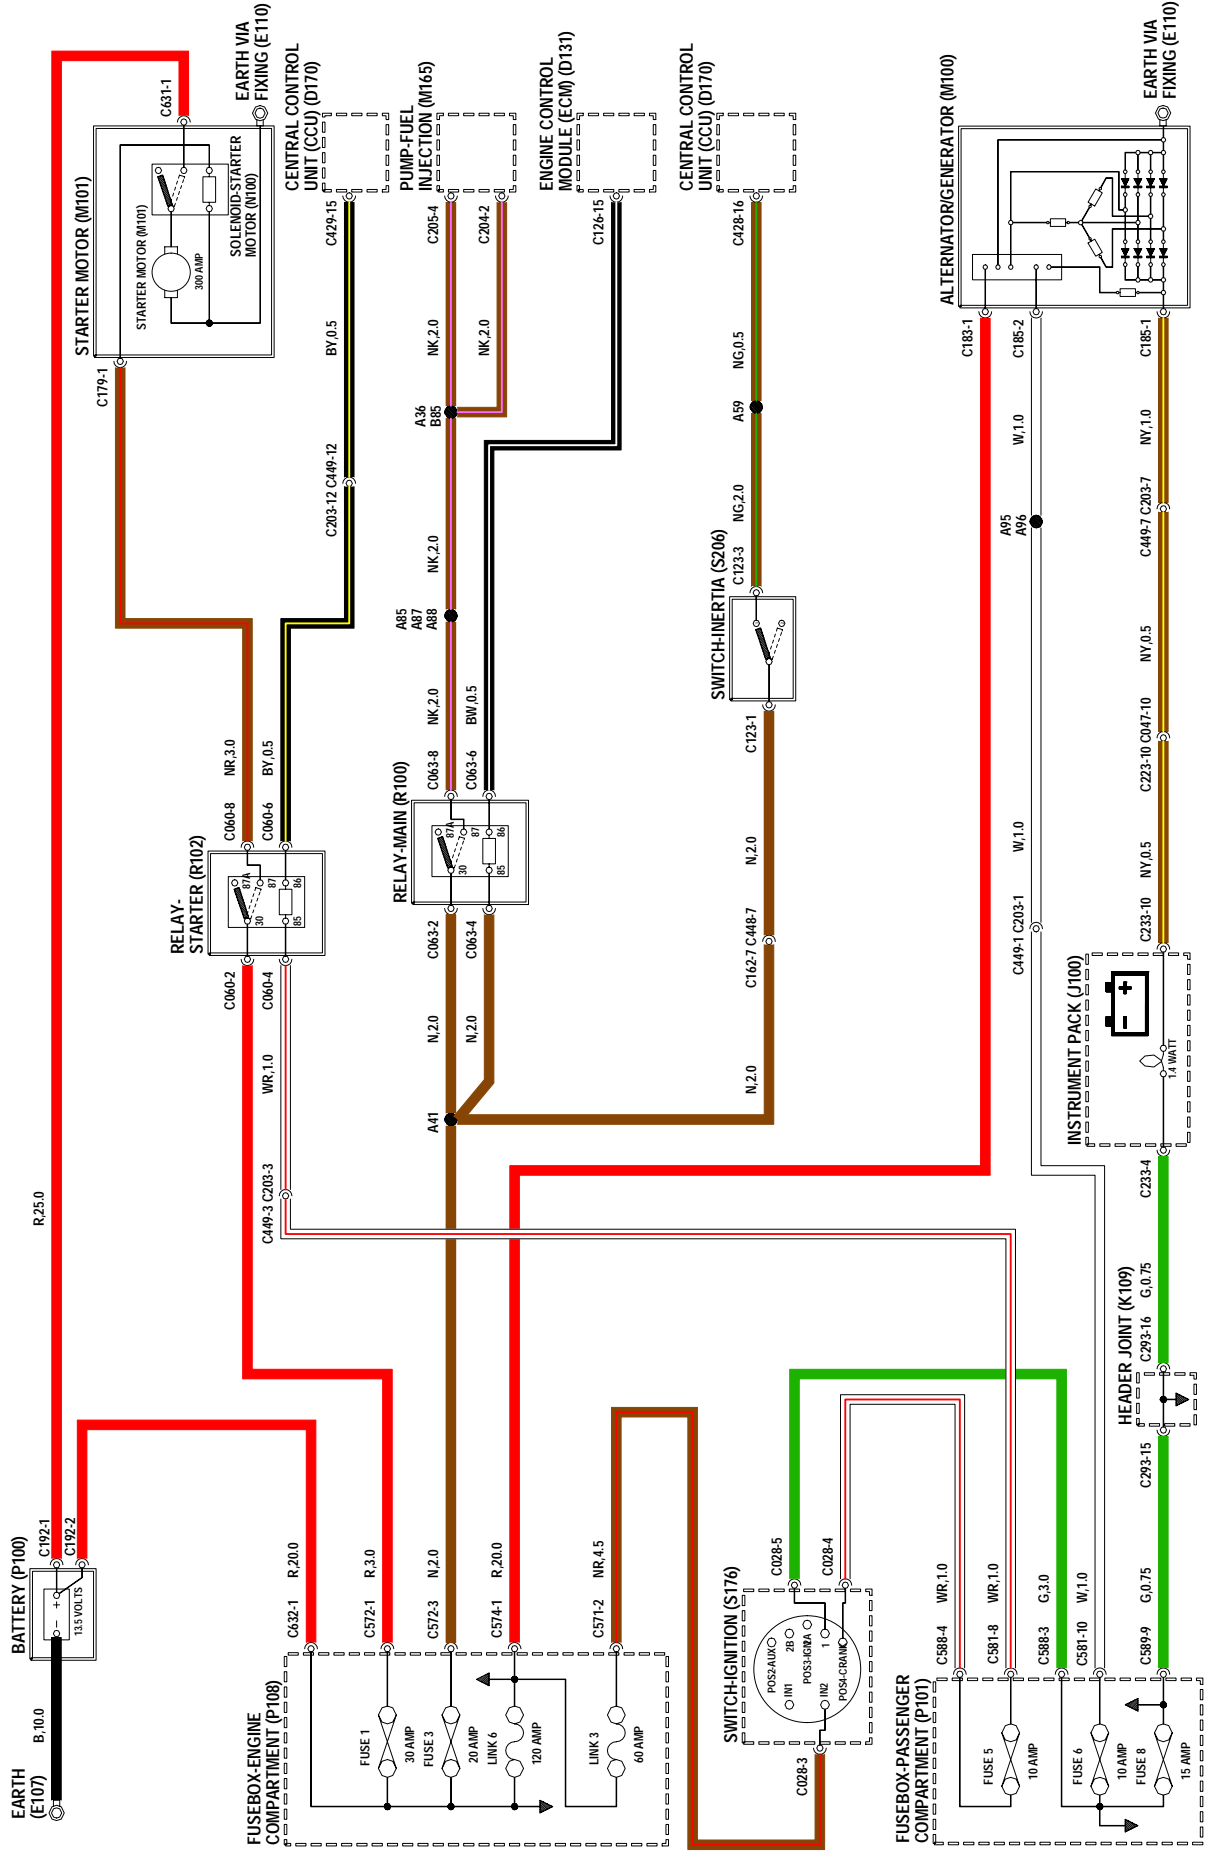 EARTH
(E107)
B,10.0
BATTERY (P100)
13.5 VOLTS
C192-1
C192-2
R,25.0
STARTER MOTOR (M101)
C631-1
C179-1
STARTER MOTOR (M101)
300 AMP
SOLENOID-STARTER
MOTOR (N100)
EARTH VIA
FIXING (E110)
RELAY-
STARTER (R102)
C060-2
C060-4
30
87A
87
85
86
C060-8
C060-6
NR,3.0
BY,0.5
WR,1.0
C449-3 C203-3
C203-12 C449-12
BY,0.5
C429-15
CENTRAL CONTROL
UNIT (CCU) (D170)
FUSEBOX-ENGINE
COMPARTMENT (P108)
FUSE 1
30 AMP
FUSE 3
20 AMP
LINK 6
120 AMP
LINK 3
60 AMP
C632-1
R,20.0
C572-1
R,3.0
C572-3
N,2.0
C574-1
R,20.0
C571-2
NR,4.5
A41
N,2.0
N,2.0
C063-2
C063-4
RELAY-MAIN (R100)
30
87A
87
85
86
C063-8
C063-6
NK,2.0
BW,0.5
A85
A87
A88
NK,2.0
A36
B85
NK,2.0
NK,2.0
C205-4
C204-2
PUMP-FUEL
INJECTION (M165)
C126-15
ENGINE CONTROL
MODULE (ECM) (D131)
N,2.0
C162-7 C448-7
N,2.0
C123-1
SWITCH-INERTIA (S206)
C123-3
NG,2.0
A59
NG,0.5
C428-16
CENTRAL CONTROL
UNIT (CCU) (D170)
SWITCH-IGNITION (S176)
POS2-AUX
2B
IN1
POS3-IGN
2A
1
IN2
POS4-CRANK
C028-3
C028-5
C028-4
FUSEBOX-PASSENGER
COMPARTMENT (P101)
FUSE 5
10 AMP
FUSE 6
10 AMP
FUSE 8
15 AMP
C588-4
WR,1.0
C581-8
WR,1.0
C588-3
G,3.0
C581-10
W,1.0
C589-9
G,0.75
HEADER JOINT (K109)
C293-15
C293-16
G,0.75
C233-4
INSTRUMENT PACK (J100)
1.4 WATT
C233-10
NY,0.5
C223-10 C047-10
NY,0.5
C449-7 C203-7
NY,1.0
C185-1
C449-1 C203-1
W,1.0
A95
A96
W,1.0
C185-2
C183-1
ALTERNATOR/GENERATOR (M100)
EARTH VIA
FIXING (E110)